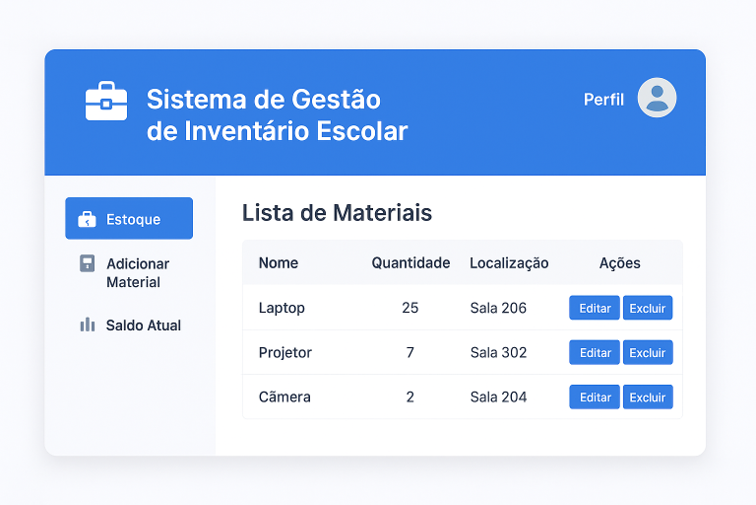 Sistema de Gestão
de Inventário Escolar
Perfil
Estoque
Adicionar
Material
Saldo Atual
Lista de Materiais
Nome Quantidade Localização Ações
Laptop 25 Sala 206 Editar Excluir
Projetor 7 Sala 302 Editar Excluir
Cãmera 2 Sala 204 Editar Excluir